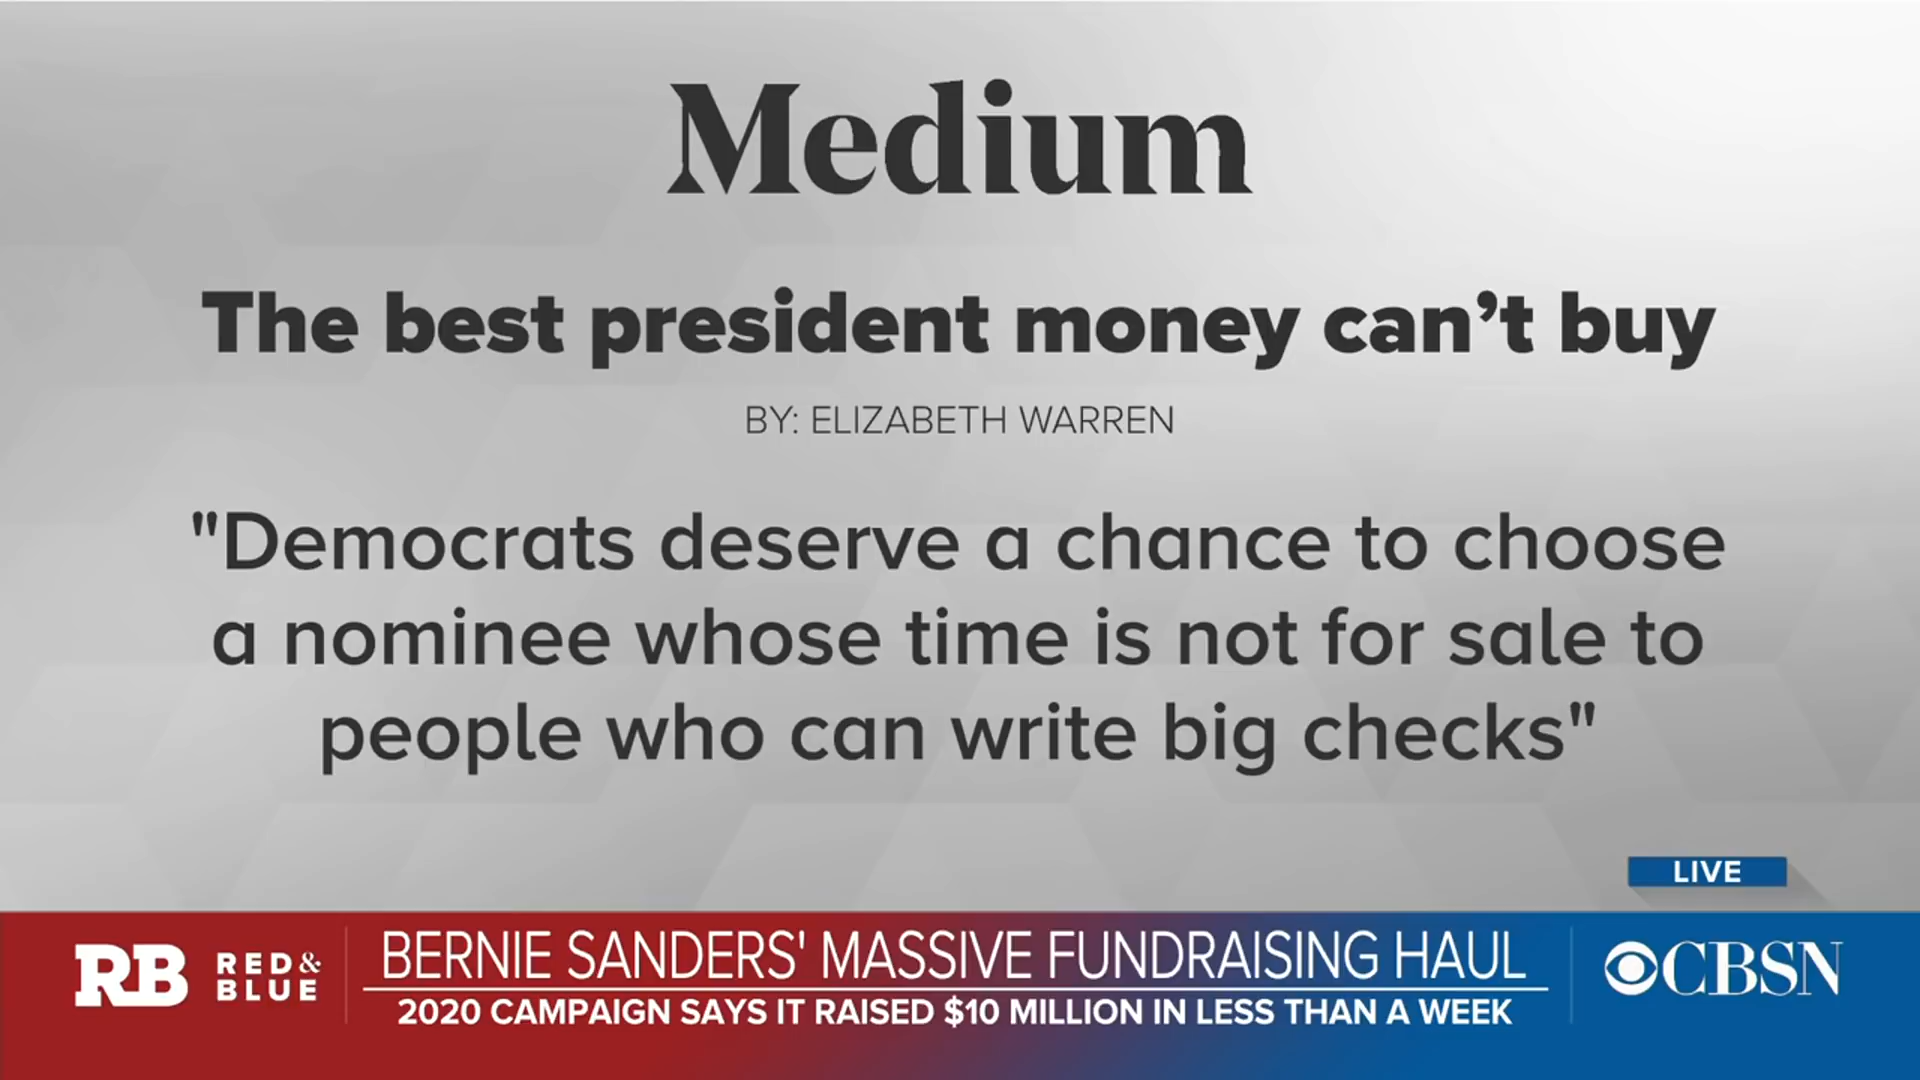 Medium
The best president money can't buy
BY: ELIZABETH WARREN
"Democrats deserve a chance to choose
a nominee whose time is not for sale to
people who can write big checks"
LIVE
RB RED & BLUE
BERNIE SANDERS' MASSIVE FUNDRAISING HAUL
2020 CAMPAIGN SAYS IT RAISED $10 MILLION IN LESS THAN A WEEK
CBSN